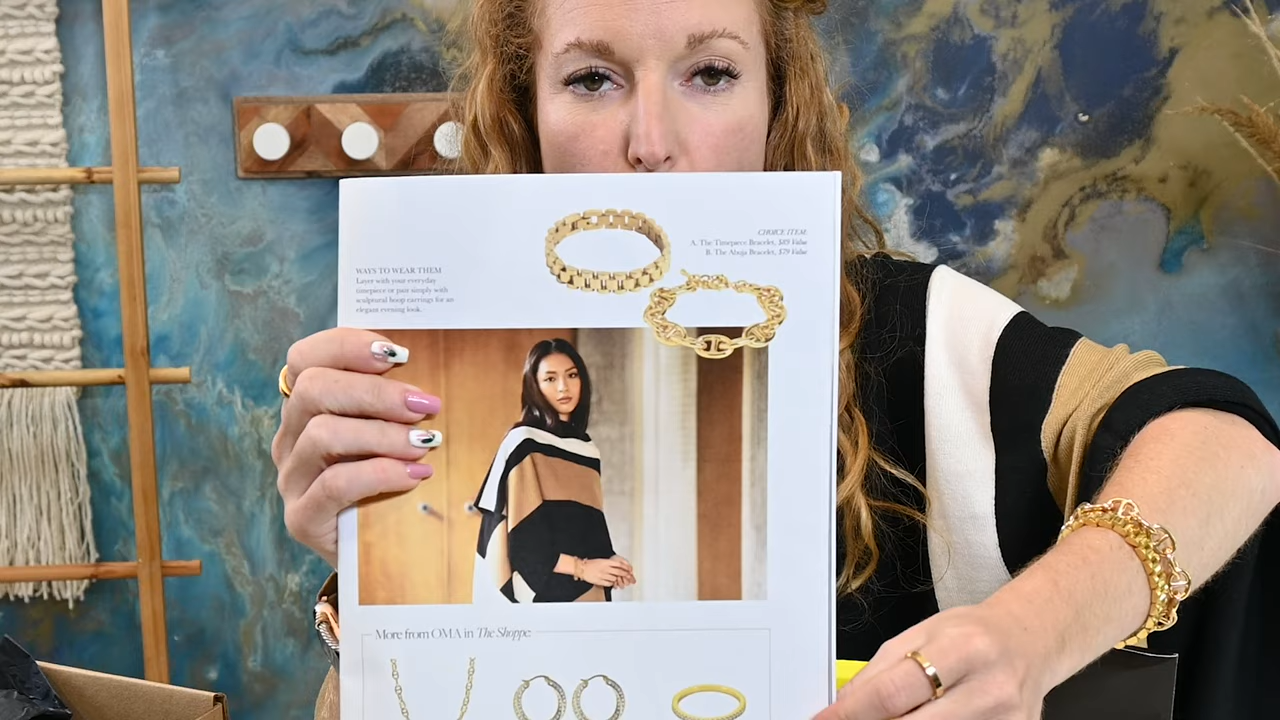 CHOICE ITEM:
A. The Timepiece Bracelet, $89 Value
B. The Abuja Bracelet, $79 Value
WAYS TO WEAR THEM
Layer with your everyday
timepiece or pair simply with
sculptural hoop earrings for an
elegant evening look.
More from OMA in The Shoppe: